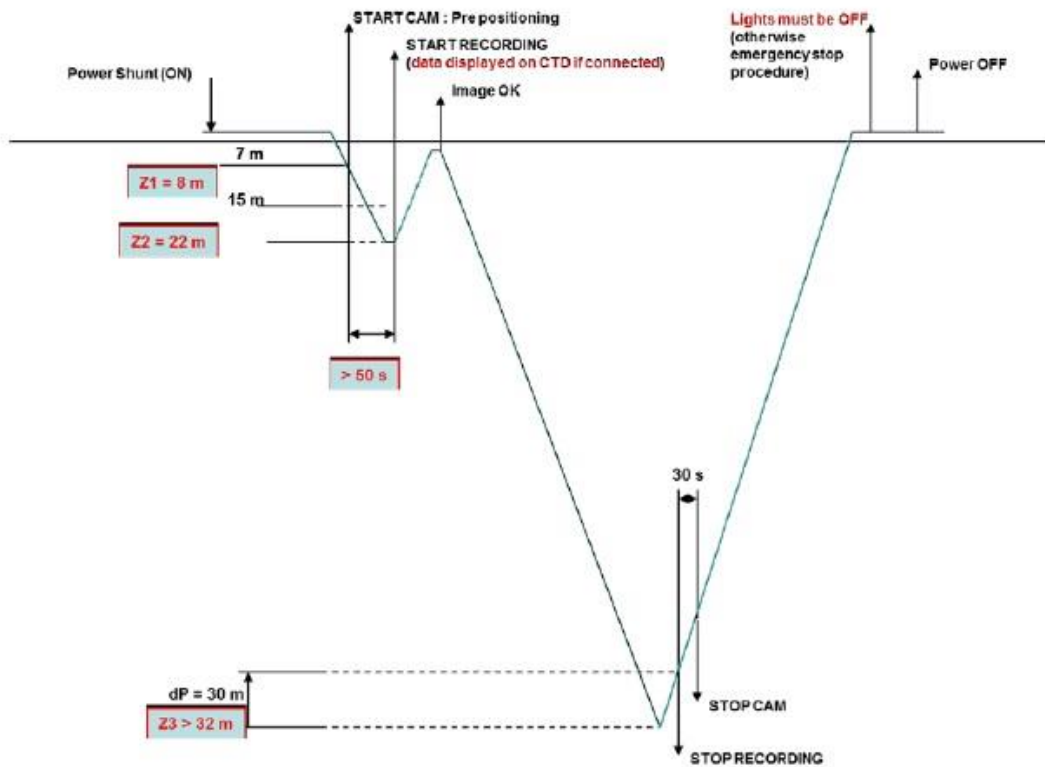 START CAM : Prepositioning
START RECORDING
(data displayed on CTD if connected)
Image OK
Power Shunt (ON)
Lights must be OFF
(otherwise
emergency stop
procedure)
Power OFF
7 m
Z1 = 8 m
15 m
Z2 = 22 m
> 50 s
30 s
dP = 30 m
Z3 > 32 m
STOP CAM
STOP RECORDING